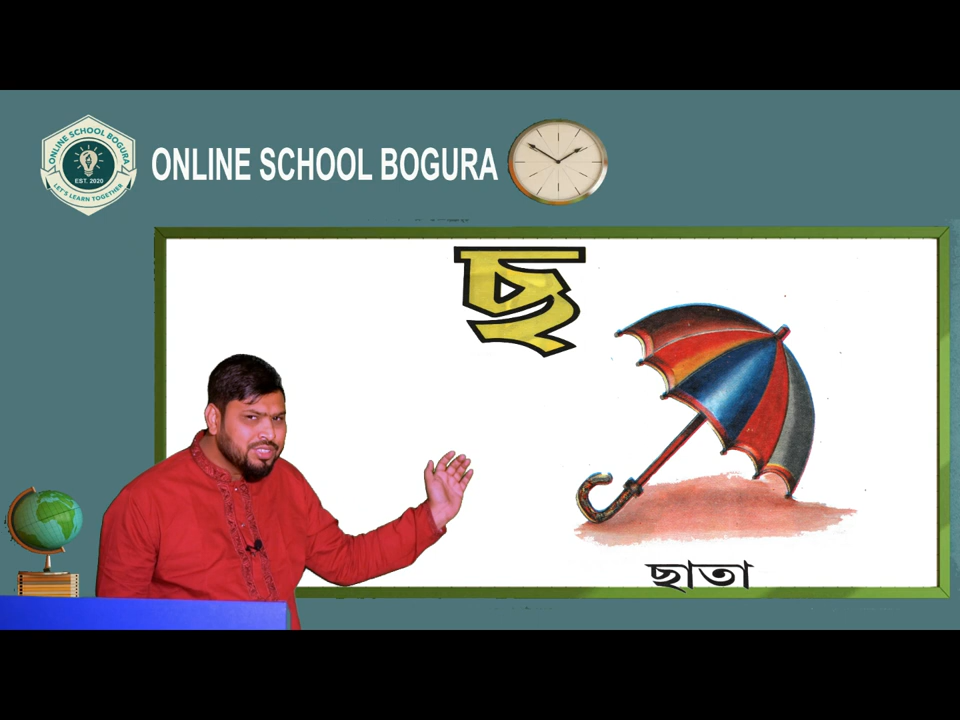 ONLINE SCHOOL BOGURA
EST. 2020
LET'S LEARN TOGETHER
ONLINE SCHOOL BOGURA
ছ
ছাতা